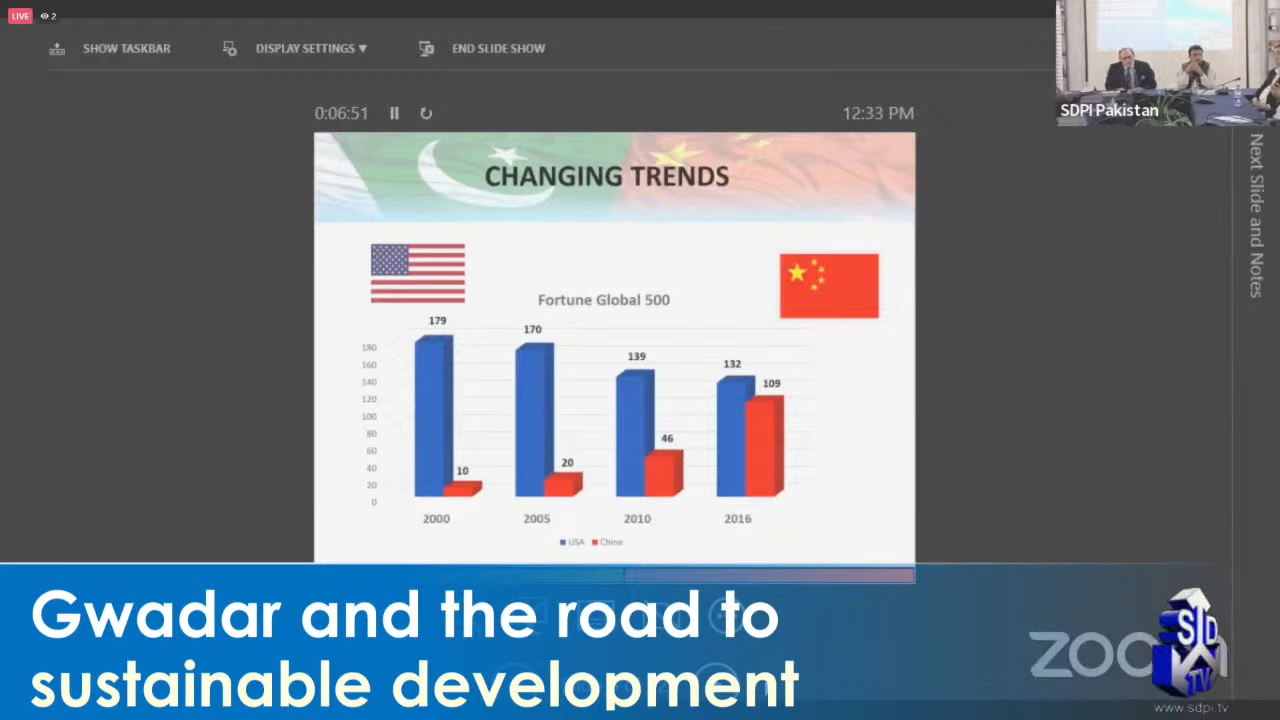 LIVE 2
SHOW TASKBAR DISPLAY SETTINGS ▼ END SLIDE SHOW
SDPI Pakistan
0:06:51 12:33 PM
Next Slide and Notes
CHANGING TRENDS
Fortune Global 500
179 170 139 132 109
180
160
140
120
100
80
60
40
20
0
10 20 46
2000 2005 2010 2016
USA China
Gwadar and the road to
sustainable development
zoom
SD
TV
www.sdpi.tv